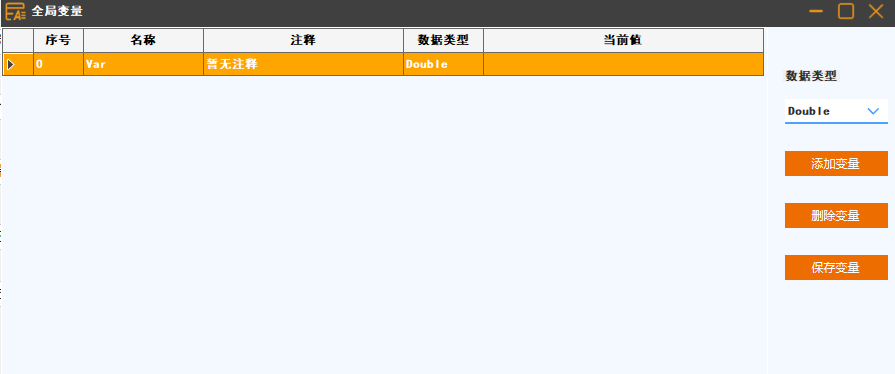 全局变量
序号 名称 注释 数据类型 当前值
0 Var 暂无注释 Double
数据类型
Double
添加变量
删除变量
保存变量